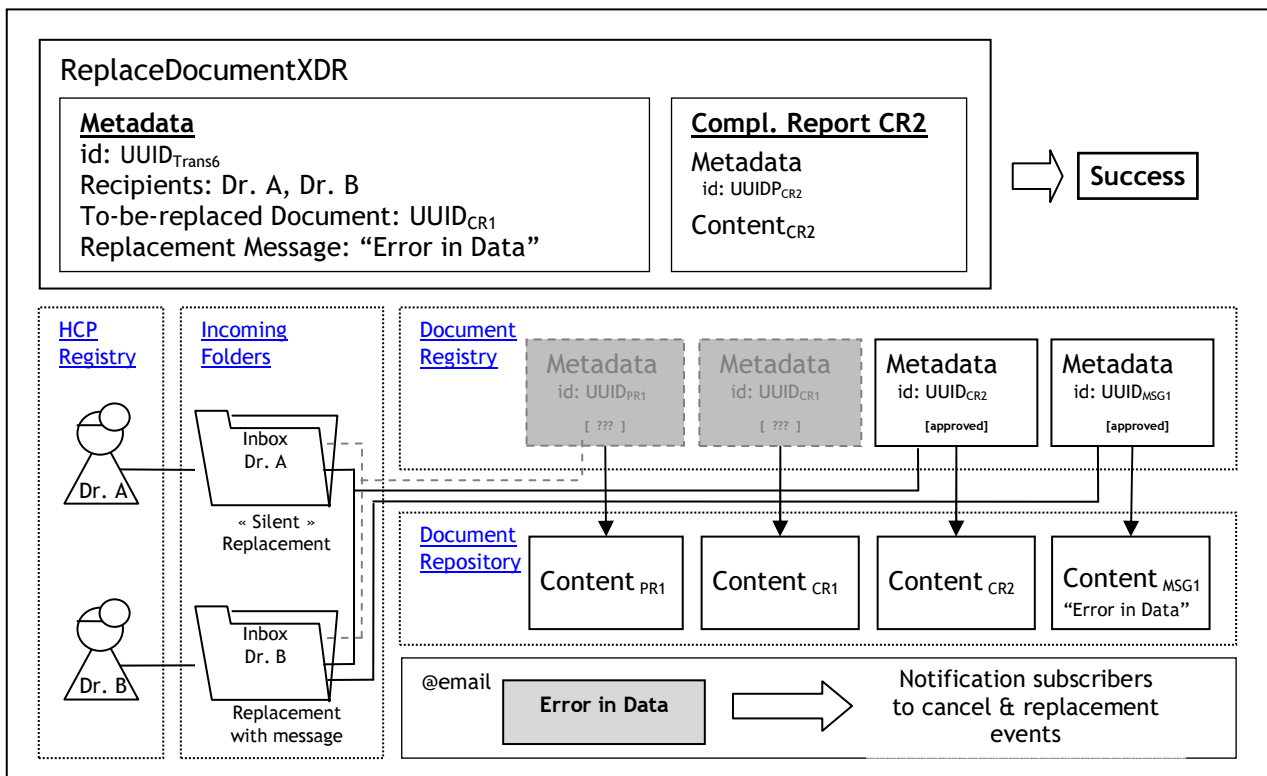 ReplaceDocumentXDR
Metadata
id: UUIDTrans6
Recipients: Dr. A, Dr. B
To-be-replaced Document: UUIDCR1
Replacement Message: “Error in Data”
Compl. Report CR2
Metadata
id: UUIDPCR2
ContentCR2
Success
HCP
Registry
Dr. A
Dr. B
Incoming
Folders
Inbox
Dr. A
« Silent »
Replacement
Inbox
Dr. B
Replacement
with message
Document
Registry
Metadata
id: UUIDPR1
[ ??? ]
Metadata
id: UUIDCR1
[ ??? ]
Metadata
id: UUIDCR2
[approved]
Metadata
id: UUIDMSG1
[approved]
Document
Repository
Content PR1
Content CR1
Content CR2
Content MSG1
“Error in Data”
@email
Error in Data
Notification subscribers
to cancel & replacement
events